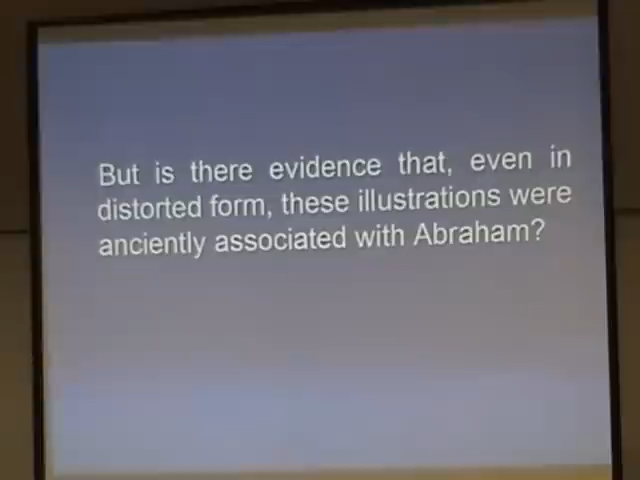 But is there evidence that, even in
distorted form, these illustrations were
anciently associated with Abraham?